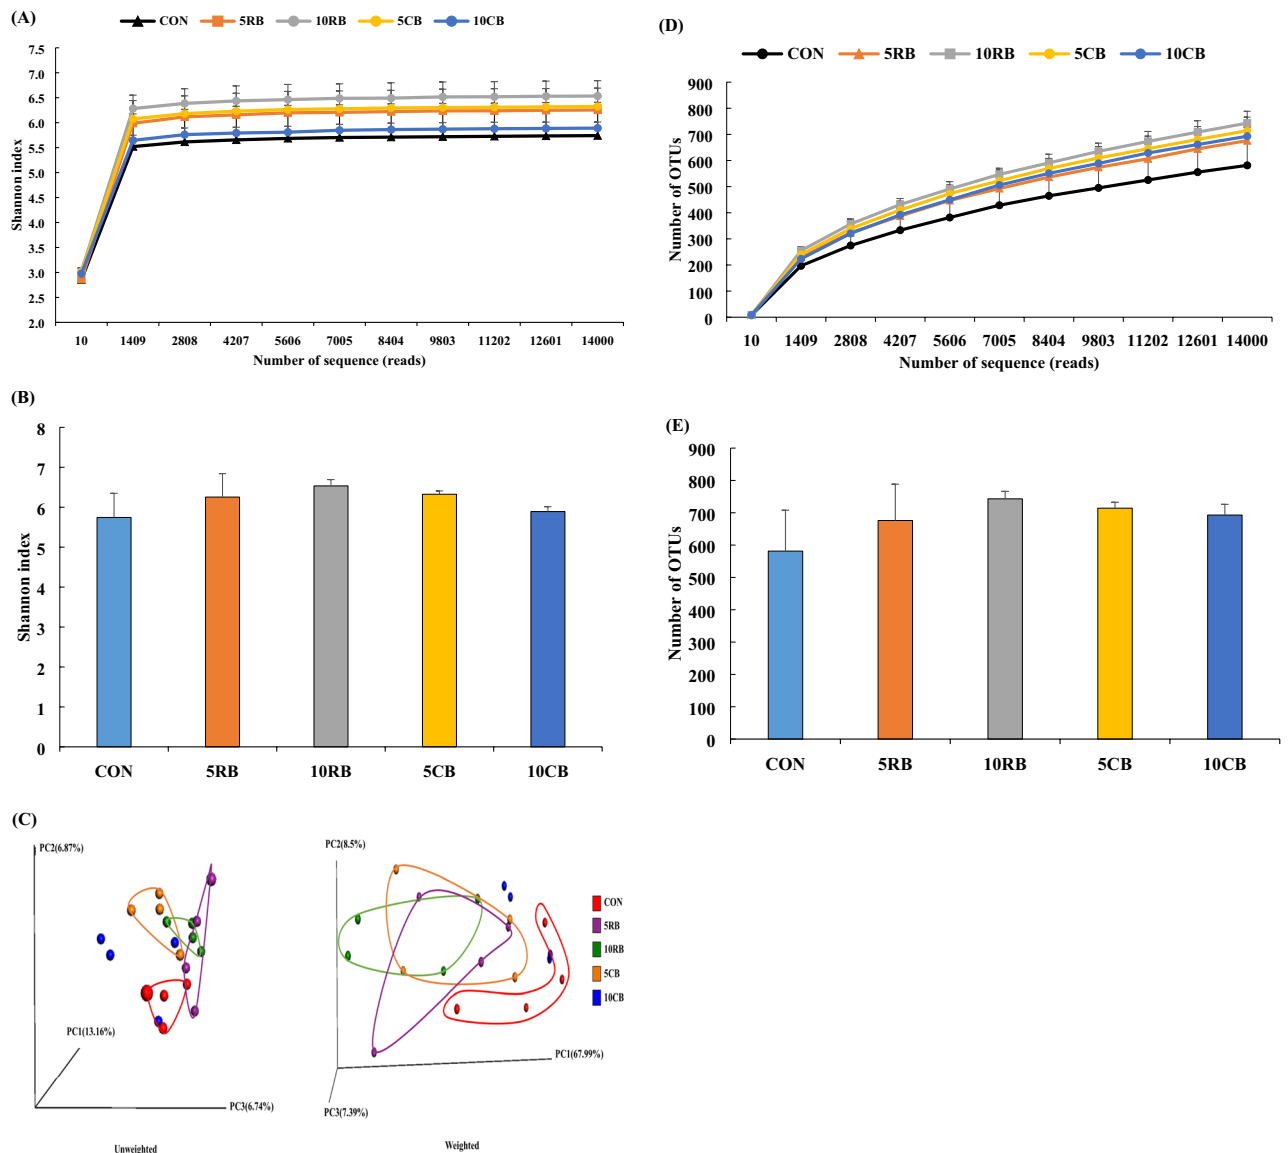 (A)
CON 5RB 10RB 5CB 10CB
7.5
7.0
6.5
6.0
5.5
5.0
4.5
4.0
3.5
3.0
2.5
2.0
Shannon index
10 1409 2808 4207 5606 7005 8404 9803 11202 12601 14000
Number of sequence (reads)
(D)
CON 5RB 10RB 5CB 10CB
900
800
700
600
500
400
300
200
100
0
Number of OTUs
10 1409 2808 4207 5606 7005 8404 9803 11202 12601 14000
Number of sequence (reads)
(B)
8
7
6
5
4
3
2
1
0
Shannon index
CON 5RB 10RB 5CB 10CB
(E)
900
800
700
600
500
400
300
200
100
0
Number of OTUs
CON 5RB 10RB 5CB 10CB
(C)
PC2(6.87%)
PC1(13.16%)
PC3(6.74%)
Unweighted
PC2(8.5%)
PC1(67.99%)
PC3(7.39%)
Weighted
CON
5RB
10RB
5CB
10CB